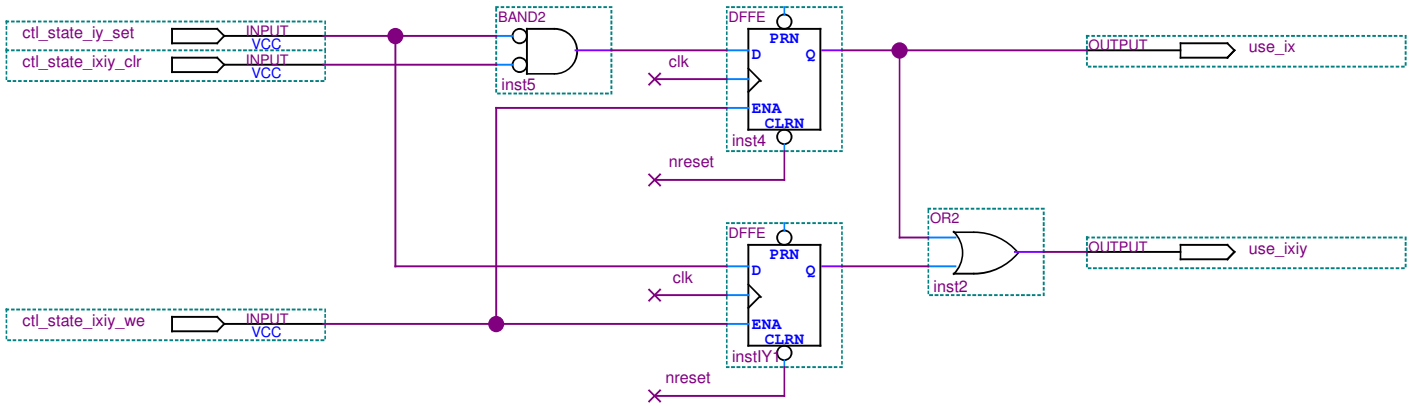 BAND2
DFFE
ctl_state_iy_set
INPUT
VCC
PRN
D
Q
OUTPUT
use_ix
ctl_state_ixiy_clr
INPUT
VCC
clk
inst5
ENA
CLRN
inst4
nreset
DFFE
OR2
PRN
D
Q
OUTPUT
use_ixiy
clk
inst2
ctl_state_ixiy_we
INPUT
VCC
ENA
CLRN
instIY1
nreset